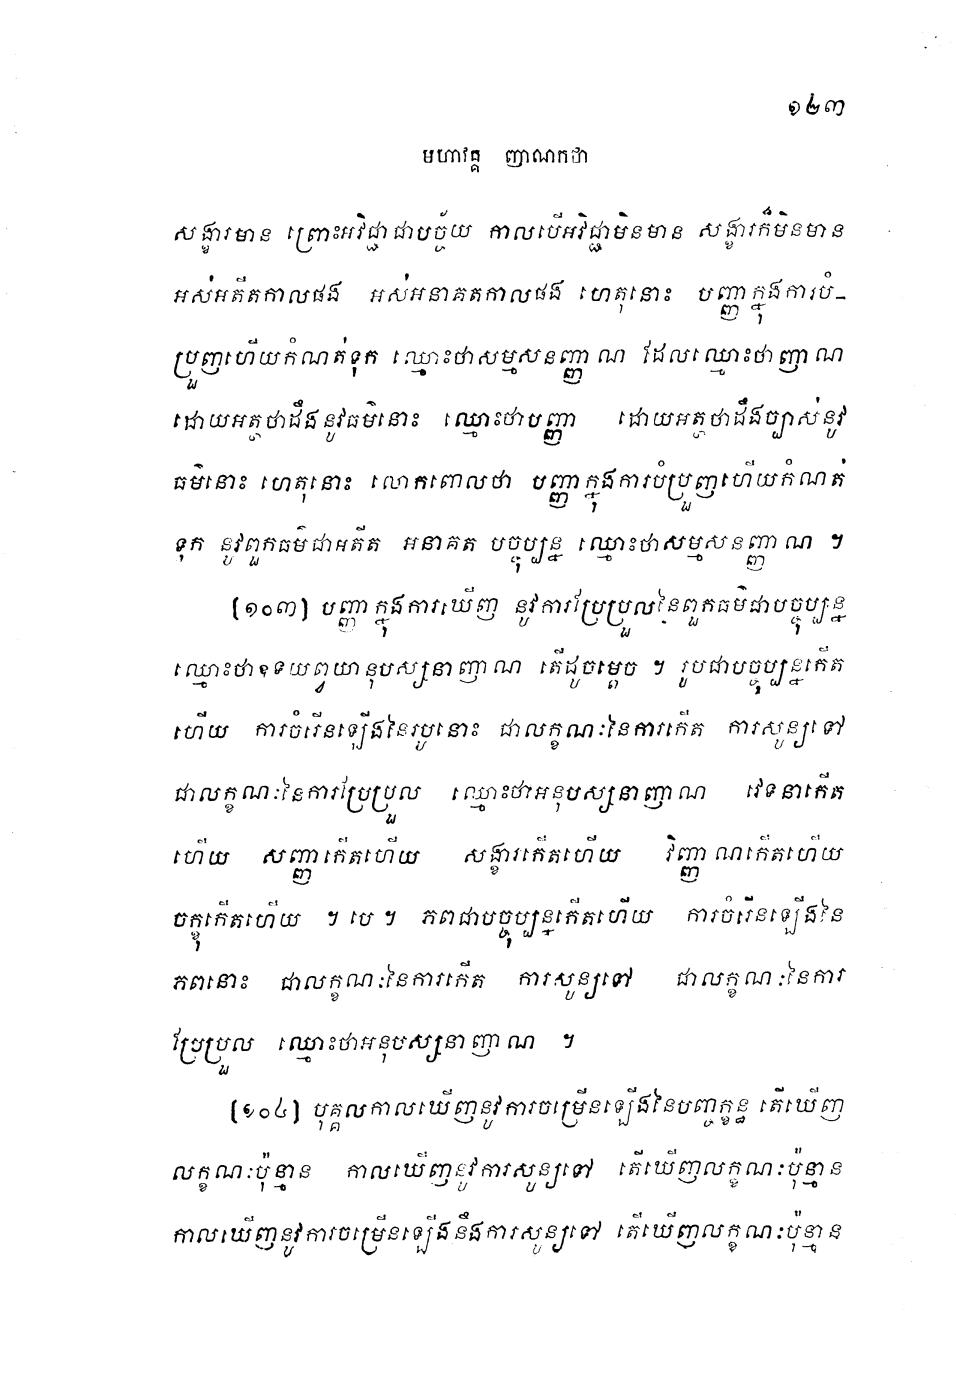 ១២៣
មហាវគ្គ ញាណកថា
សង្ខារមាន ព្រោះអវិជ្ជាជាបច្ច័យ កាលបើអវិជ្ជាមិនមាន សង្ខារក៏មិនមាន
អស់អតីតកាលផង អស់អនាគតកាលផង ហេតុនោះ បញ្ញាក្នុងការបំ-
ប្រួញហើយកំណត់ទុក ឈ្មោះថាសម្មសនញ្ញាណ ដែលឈ្មោះថាញាណ
ដោយអត្ថថាដឹងនូវធម៌នោះ ឈ្មោះថាបញ្ញា ដោយអត្ថថាដឹងច្បាស់នូវ
ធម៌នោះ ហេតុនោះ លោកពោលថា បញ្ញាក្នុងការបំប្រួញហើយកំណត់
ទុក នូវពួកធម៌ជាអតីត អនាគត បច្ចុប្បន្ន ឈ្មោះថាសម្មសនញ្ញាណ ។
(១០៣) បញ្ញាក្នុងការឃើញ នូវការប្រែប្រួលនៃពួកធម៌ជាបច្ចុប្បន្ន
ឈ្មោះថាឧទយព្វយានុបស្សនាញាណ តើដូចម្តេច ។ រូបជាបច្ចុប្បន្នកើត
ហើយ ការចំរើនឡើងនៃរូបនោះ ជាលក្ខណៈនៃការកើត ការសូន្យទៅ
ជាលក្ខណៈនៃការប្រែប្រួល ឈ្មោះថាអនុបស្សនាញាណ វេទនាកើត
ហើយ សញ្ញាកើតហើយ សង្ខារកើតហើយ វិញ្ញាណកើតហើយ
ចក្ខុកើតហើយ ។ បេ ។ ភពជាបច្ចុប្បន្នកើតហើយ ការចំរើនឡើងនៃ
ភពនោះ ជាលក្ខណៈនៃការកើត ការសូន្យទៅ ជាលក្ខណៈនៃការ
ប្រែប្រួល ឈ្មោះថាអនុបស្សនាញាណ ។
(១០៤) បុគ្គលកាលឃើញនូវការចម្រើនឡើងនៃបញ្ចក្ខន្ធ តើឃើញ
លក្ខណៈប៉ុន្មាន កាលឃើញនូវការសូន្យទៅ តើឃើញលក្ខណៈប៉ុន្មាន
កាលឃើញនូវការចម្រើនឡើងនឹងការសូន្យទៅ តើឃើញលក្ខណៈប៉ុន្មាន